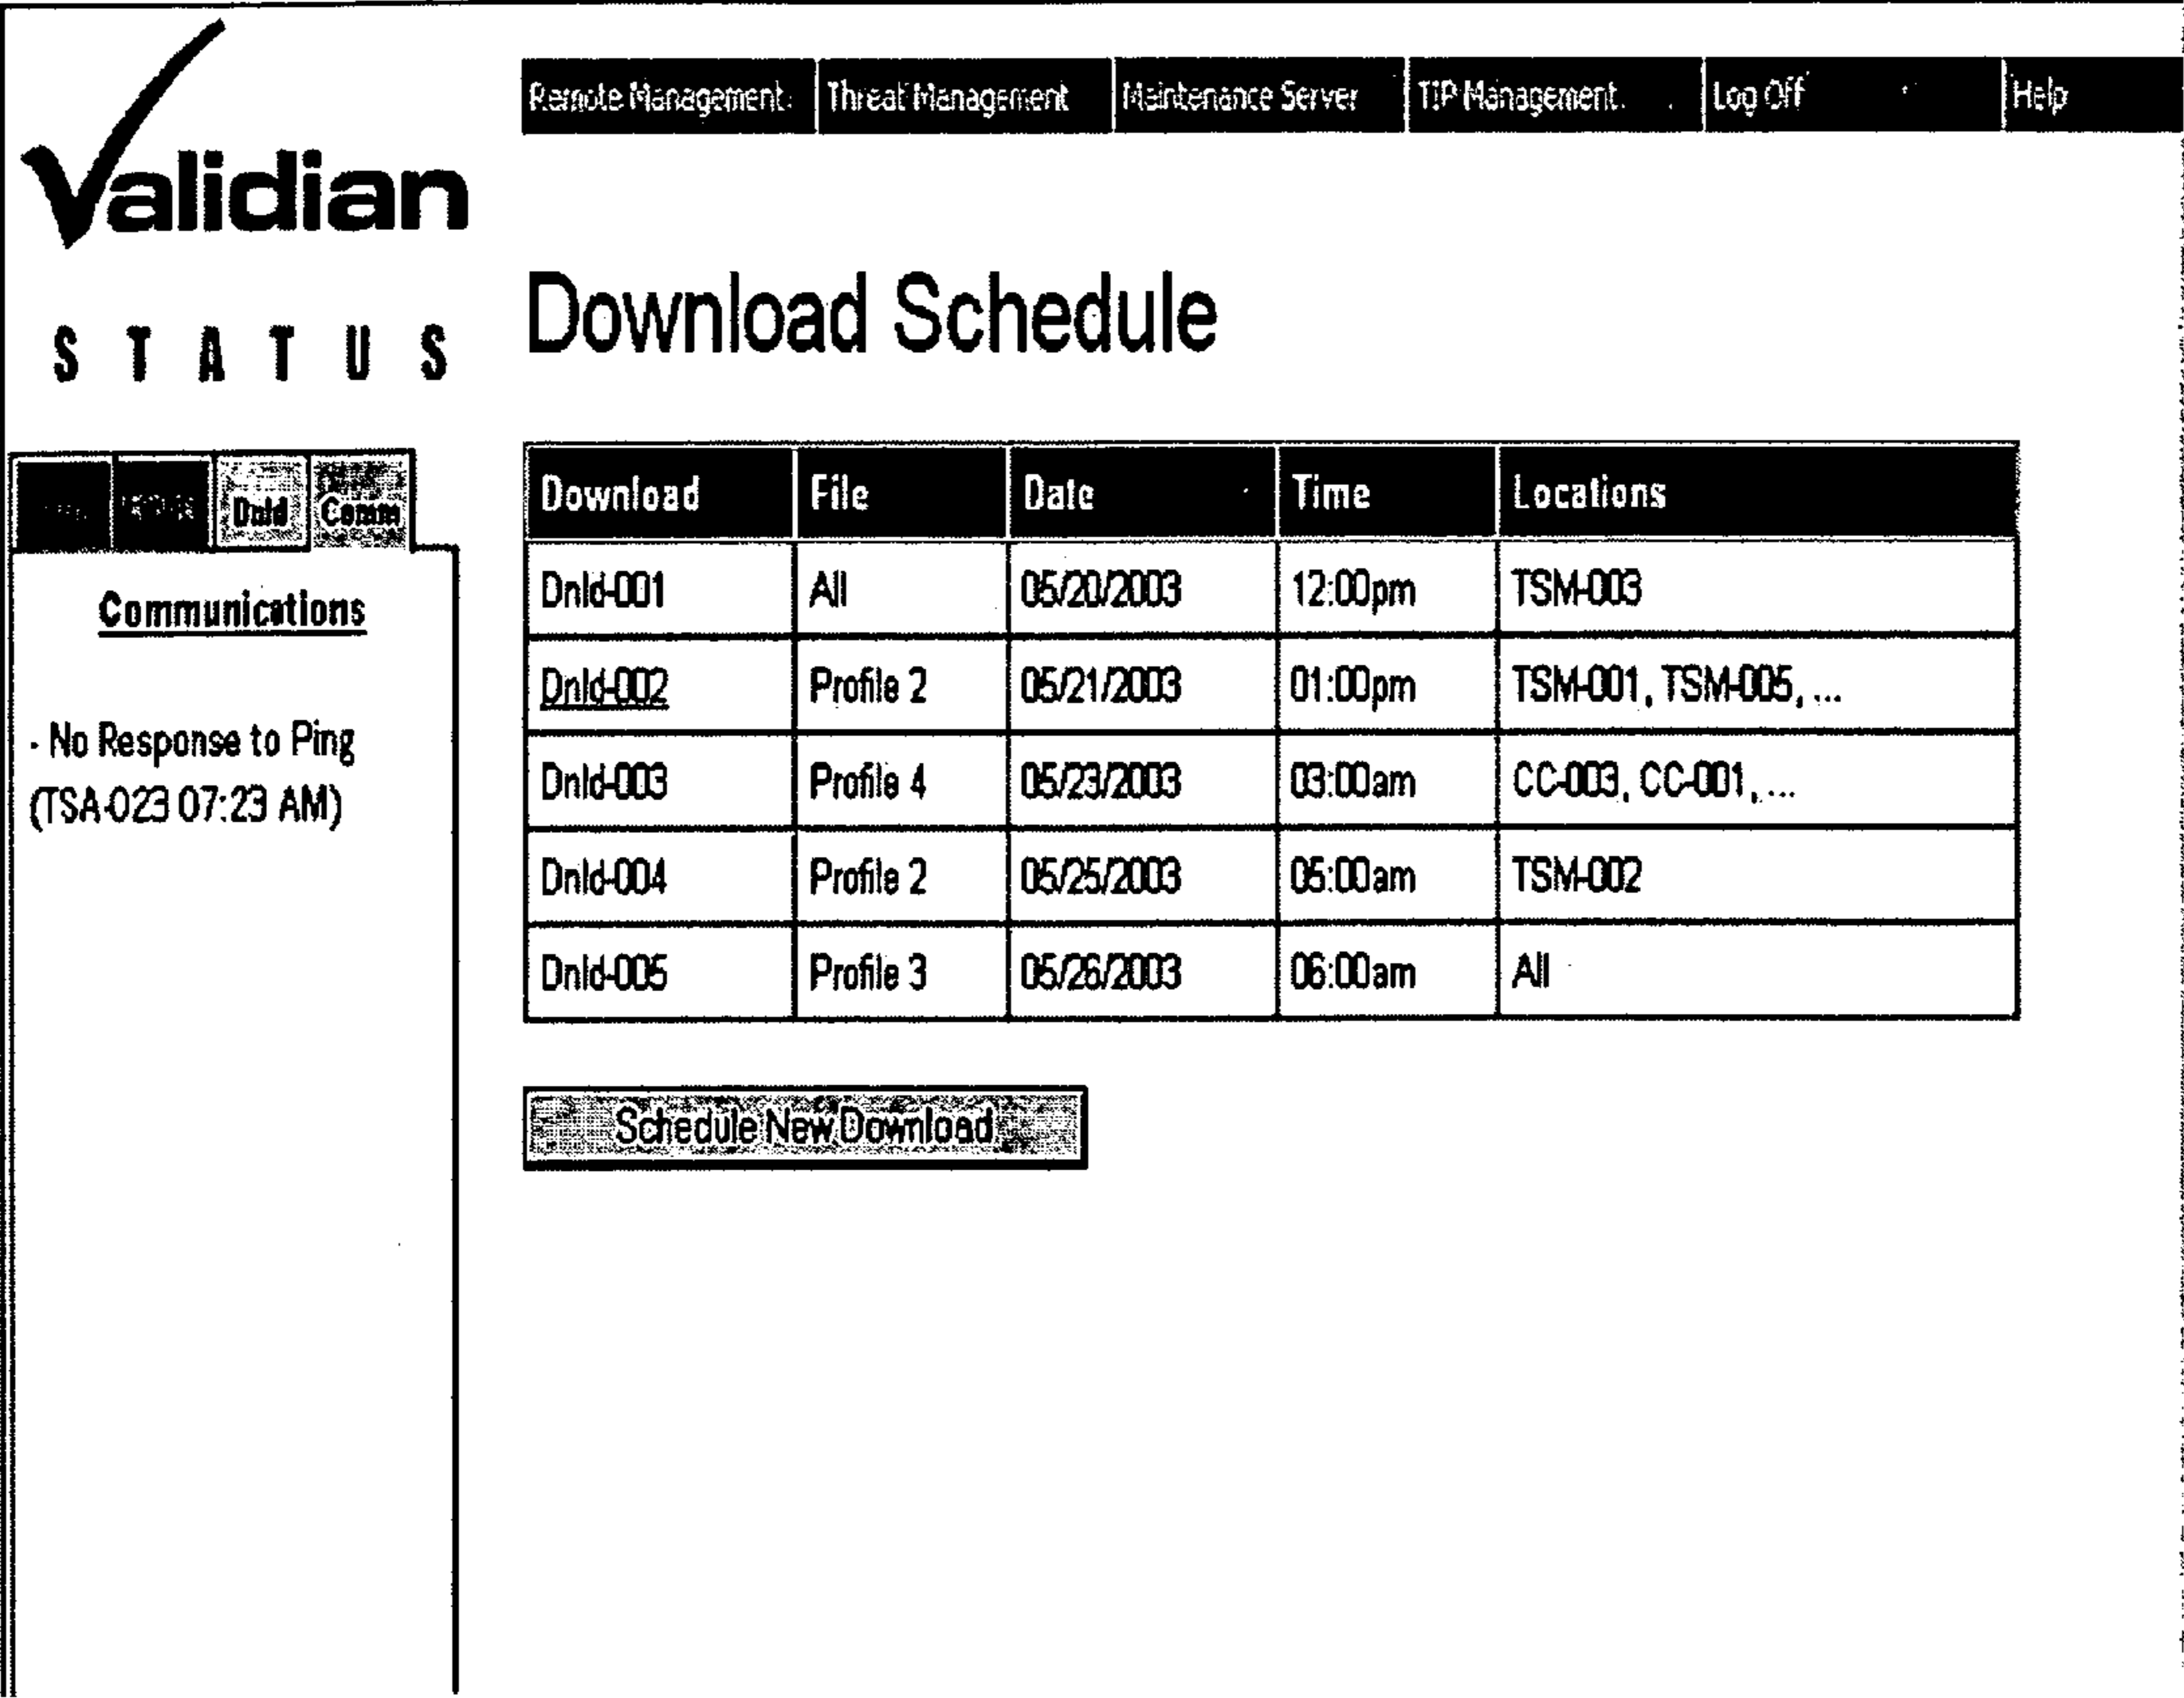 Validian
Remote Management Threat Management Maintenance Server TIP Management Log Off Help
STATUS
Download Schedule
Dnld Comm
Communications
- No Response to Ping
(TSA-023 07:23 AM)
Download File Date Time Locations
Dnld-001 All 05/20/2003 12:00pm TSM-003
Dnld-002 Profile 2 05/21/2003 01:00pm TSM-001, TSM-005, ...
Dnld-003 Profile 4 05/23/2003 03:00am CC-003, CC-001, ...
Dnld-004 Profile 2 05/25/2003 05:00am TSM-002
Dnld-005 Profile 3 05/26/2003 06:00am All
Schedule New Download